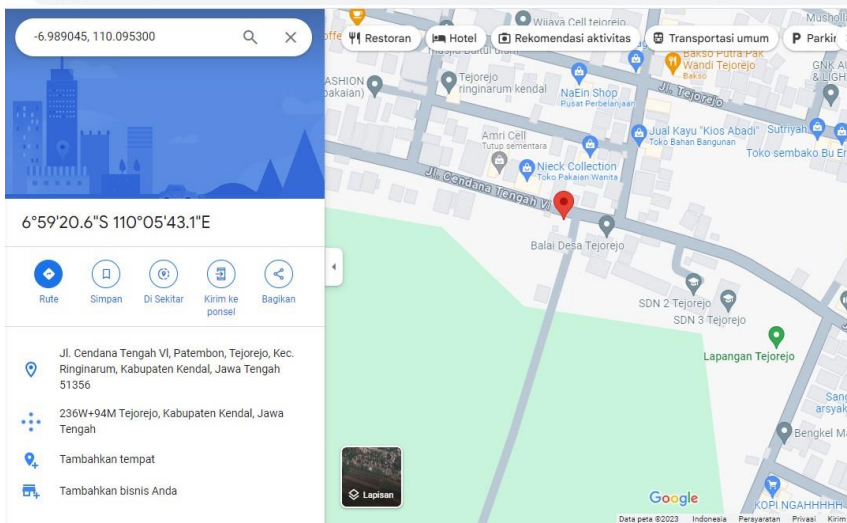 -6.989045, 110.095300
6°59'20.6"S 110°05'43.1"E
Rute
Simpan
Di Sekitar
Kirim ke
ponsel
Bagikan
Jl. Cendana Tengah Vl, Patembon, Tejorejo, Kec.
Ringinarum, Kabupaten Kendal, Jawa Tengah
51356
236W+94M Tejorejo, Kabupaten Kendal, Jawa
Tengah
Tambahkan tempat
Tambahkan bisnis Anda
Wijaya Cell tejorejo
Restoran
Hotel
Rekomendasi aktivitas
Transportasi umum
P Parkir
Bakso Putra Pak
Wandi Tejorejo
Bakso
Jl. Tejorejo
Tejorejo
ringinarum kendal
NaEin Shop
Pusat Perbelanjaan
Amri Cell
Tutup sementara
Jual Kayu "Kios Abadi"
Toko Bahan Bangunan
Toko sembako Bu
Nieck Collection
Toko Pakaian Wanita
Jl. Cendana Tengah Vl
Balai Desa Tejorejo
SDN 2 Tejorejo
SDN 3 Tejorejo
Lapangan Tejorejo
Bengkel
KOPI NGAHHHHH
Lapisan
Google
Data peta ©2023
Indonesia
Persyaratan
Privasi
Kirim